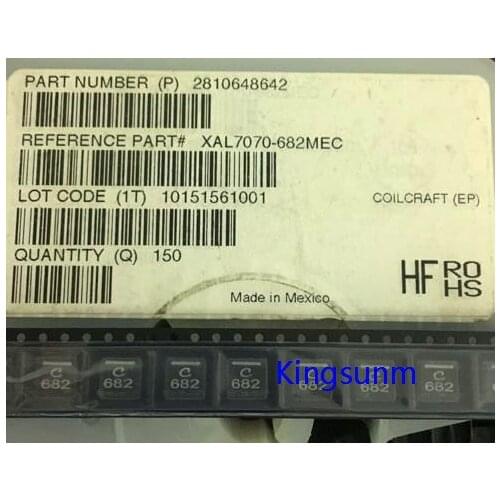 PART NUMBER (P) 2810648642
REFERENCE PART# XAL7070-682MEC
LOT CODE (1T) 10151561001
COILCRAFT (EP)
QUANTITY (Q) 150
HF RO HS
Made in Mexico
Kingsunm
C
682
C
682
C
682
C
682
C
682
C
682
C
682